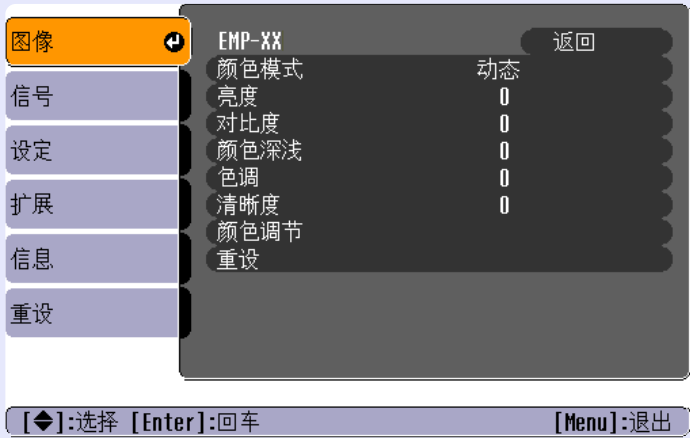 图像
信号
设定
扩展
信息
重设
EMP-XX 返回
颜色模式 动态
亮度 0
对比度 0
颜色深浅 0
色调 0
清晰度 0
颜色调节
重设
[◆]:选择 [Enter]:回车 [Menu]:退出